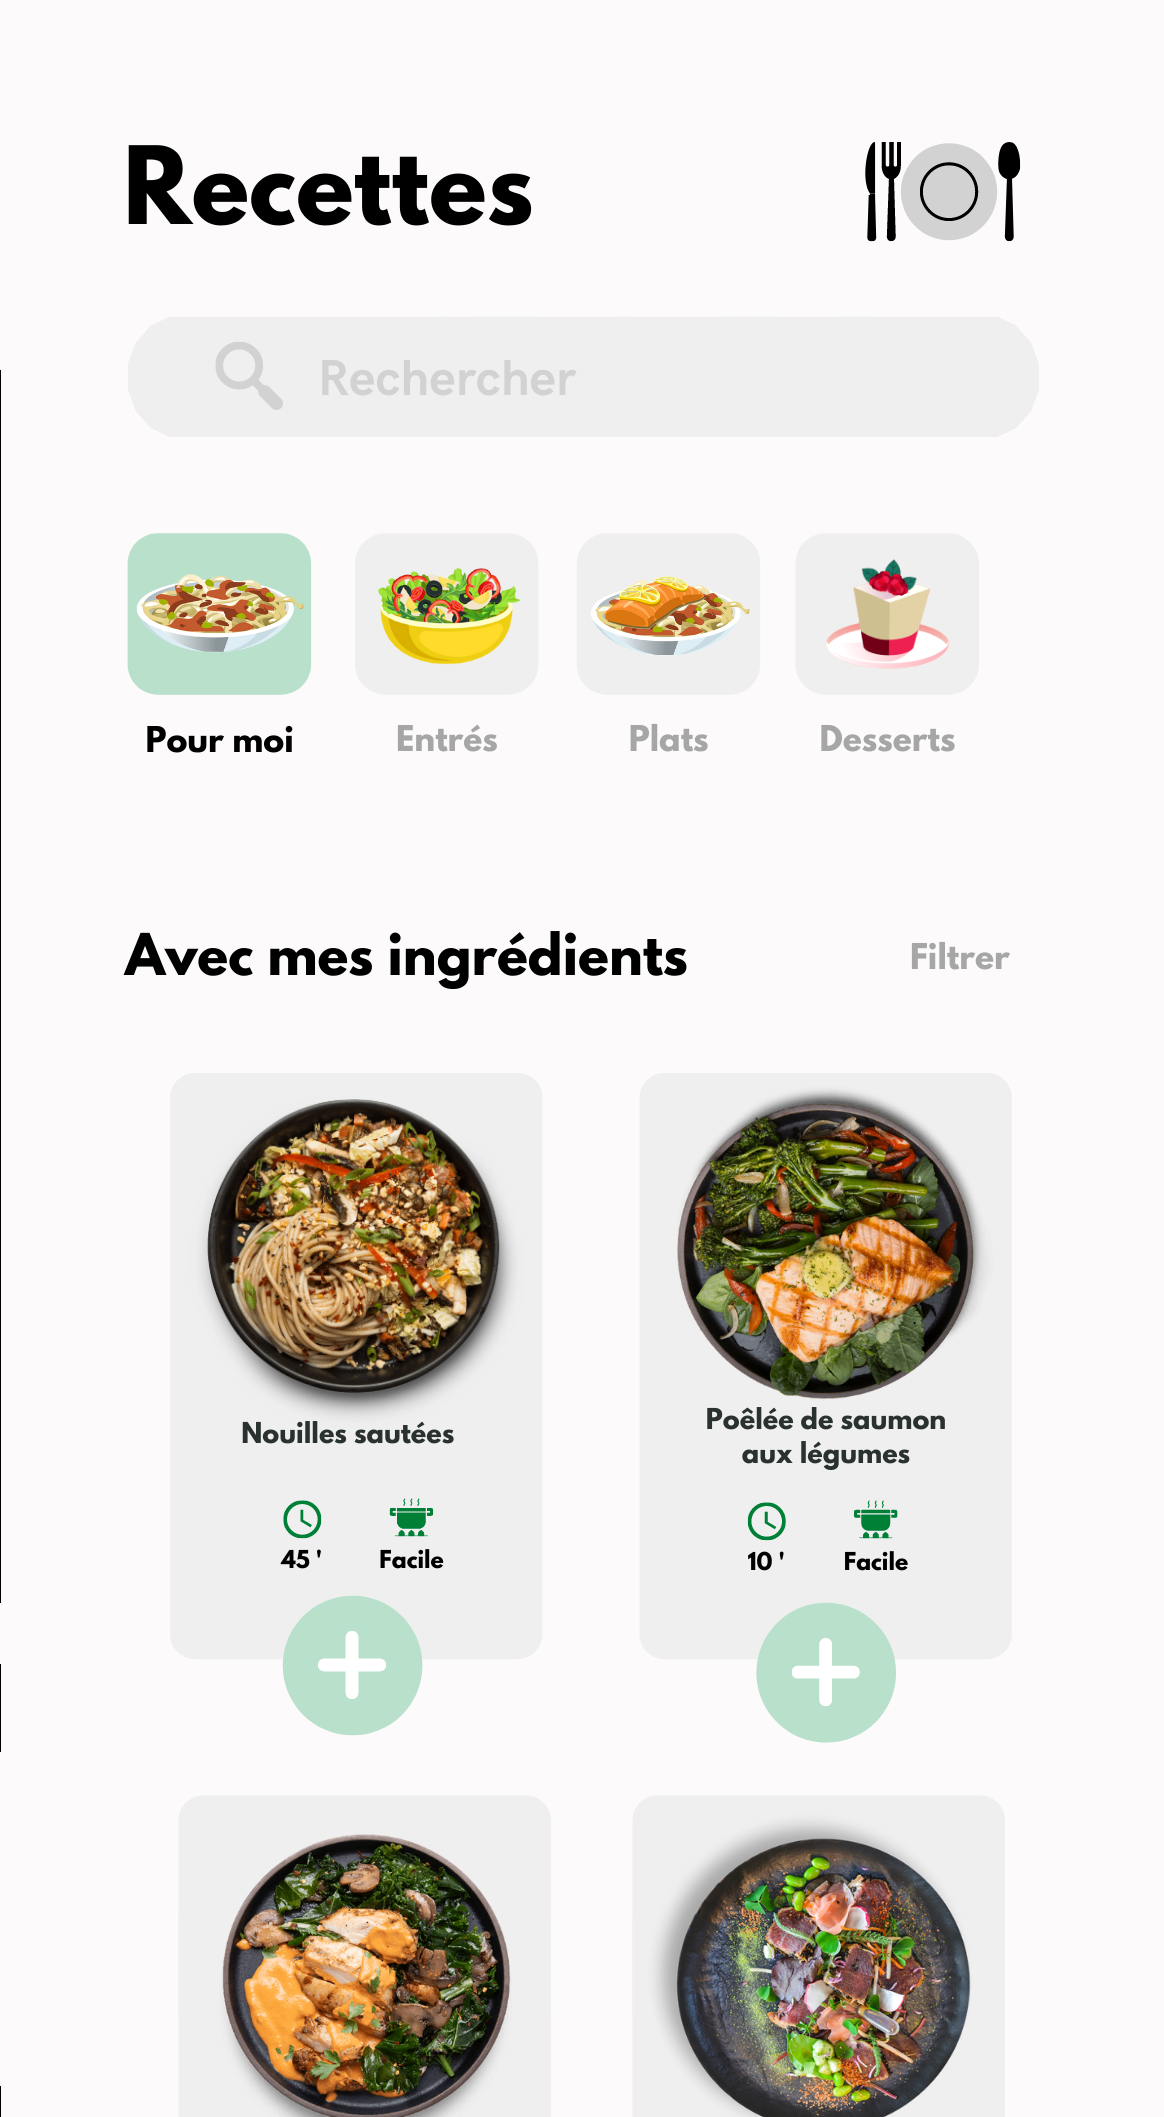 Recettes
Rechercher
Pour moi
Entrés
Plats
Desserts
Avec mes ingrédients
Filtrer
Nouilles sautées
45 '
Facile
Poêlée de saumon
aux légumes
10 '
Facile